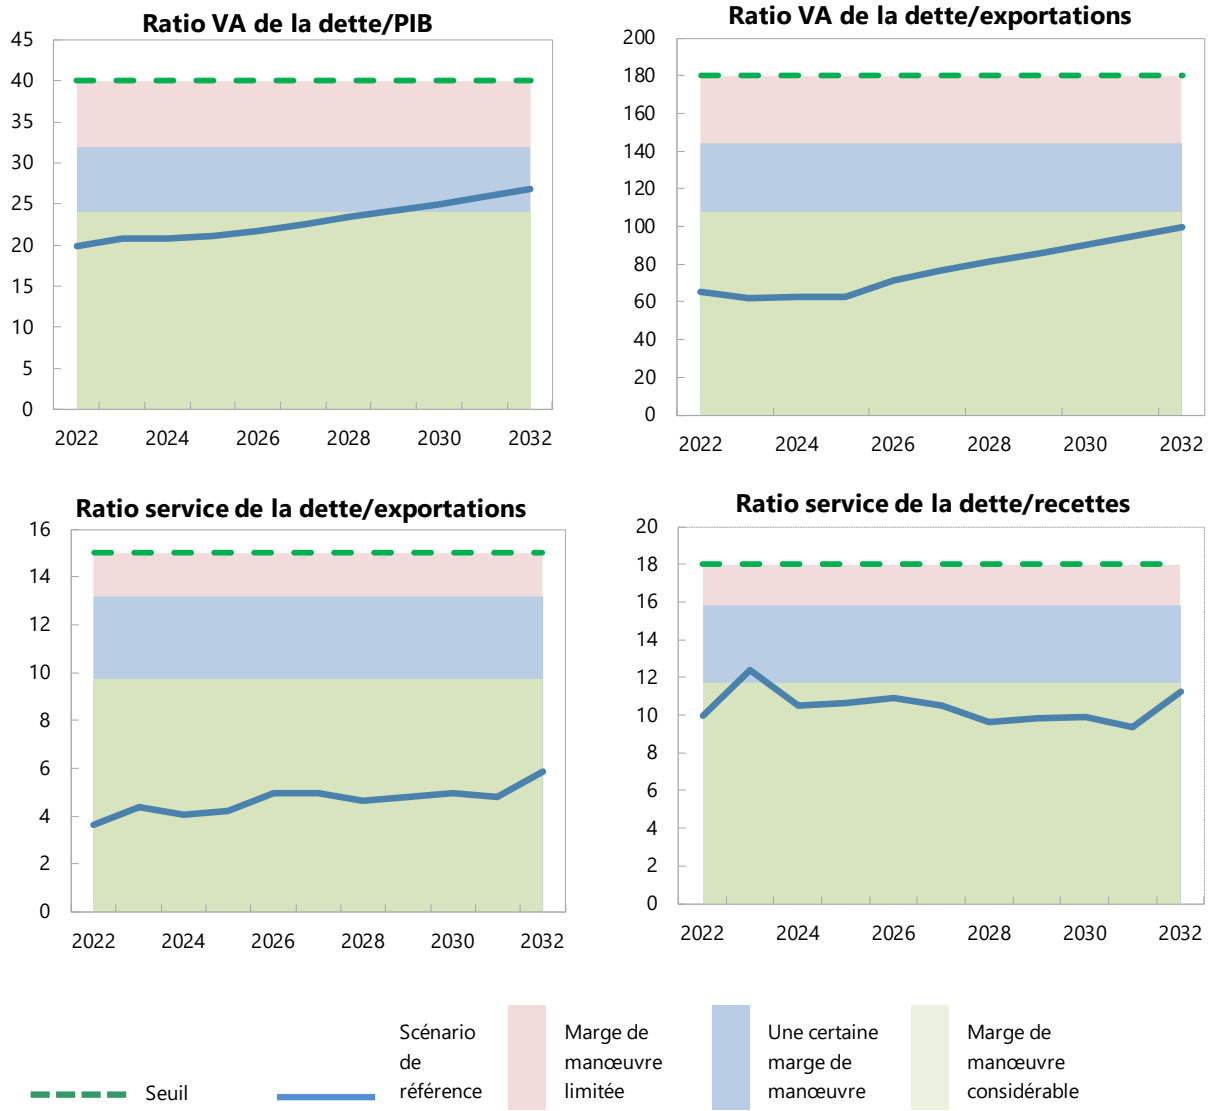 Ratio VA de la dette/PIB
45
40
35
30
25
20
15
10
5
0
2022 2024 2026 2028 2030 2032
Ratio VA de la dette/exportations
200
180
160
140
120
100
80
60
40
20
0
2022 2024 2026 2028 2030 2032
Ratio service de la dette/exportations
16
14
12
10
8
6
4
2
0
2022 2024 2026 2028 2030 2032
Ratio service de la dette/recettes
20
18
16
14
12
10
8
6
4
2
0
2022 2024 2026 2028 2030 2032
Seuil
Scénario
de
référence
Marge de
manœuvre
limitée
Une certaine
marge de
manœuvre
Marge de
manœuvre
considérable